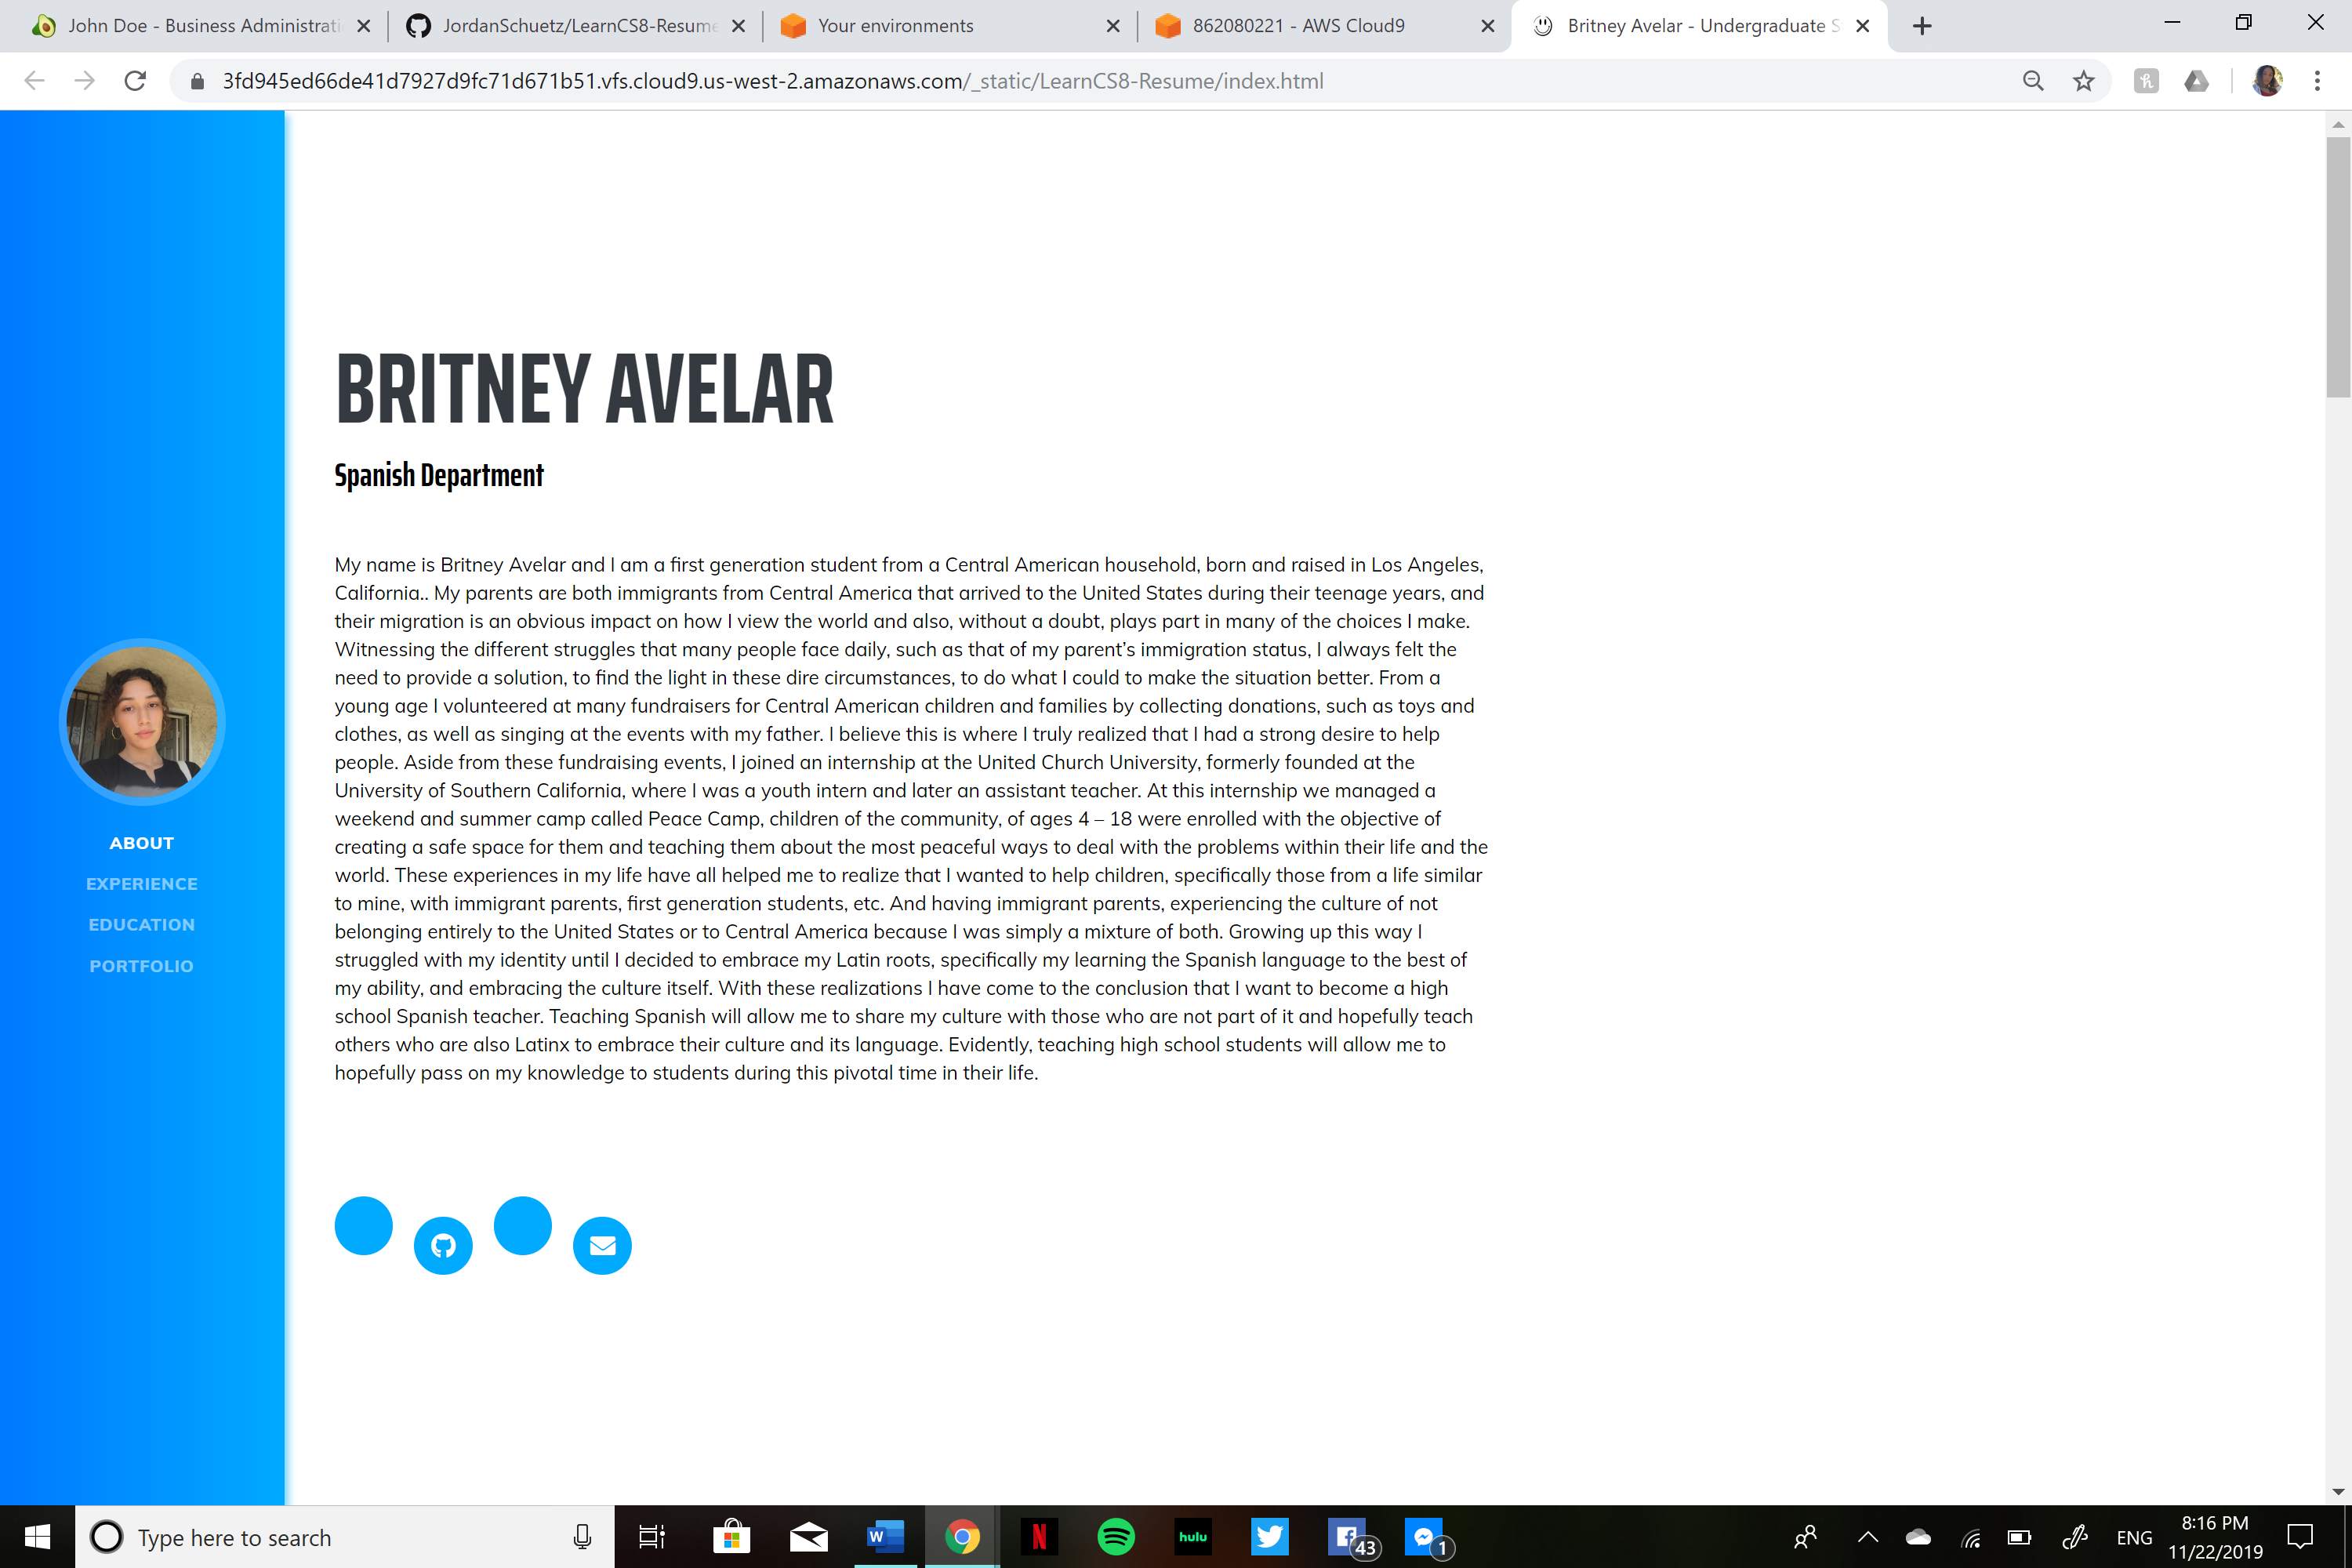 John Doe - Business Administrati
JordanSchuetz/LearnCS8-Resume
Your environments
862080221 - AWS Cloud9
Britney Avelar - Undergraduate S
3fd945ed66de41d7927d9fc71d671b51.vfs.cloud9.us-west-2.amazonaws.com/_static/LearnCS8-Resume/index.html
h
ABOUT
EXPERIENCE
EDUCATION
PORTFOLIO
BRITNEY AVELAR
Spanish Department
My name is Britney Avelar and I am a first generation student from a Central American household, born and raised in Los Angeles,
California.. My parents are both immigrants from Central America that arrived to the United States during their teenage years, and
their migration is an obvious impact on how I view the world and also, without a doubt, plays part in many of the choices I make.
Witnessing the different struggles that many people face daily, such as that of my parent’s immigration status, I always felt the
need to provide a solution, to find the light in these dire circumstances, to do what I could to make the situation better. From a
young age I volunteered at many fundraisers for Central American children and families by collecting donations, such as toys and
clothes, as well as singing at the events with my father. I believe this is where I truly realized that I had a strong desire to help
people. Aside from these fundraising events, I joined an internship at the United Church University, formerly founded at the
University of Southern California, where I was a youth intern and later an assistant teacher. At this internship we managed a
weekend and summer camp called Peace Camp, children of the community, of ages 4 – 18 were enrolled with the objective of
creating a safe space for them and teaching them about the most peaceful ways to deal with the problems within their life and the
world. These experiences in my life have all helped me to realize that I wanted to help children, specifically those from a life similar
to mine, with immigrant parents, first generation students, etc. And having immigrant parents, experiencing the culture of not
belonging entirely to the United States or to Central America because I was simply a mixture of both. Growing up this way I
struggled with my identity until I decided to embrace my Latin roots, specifically my learning the Spanish language to the best of
my ability, and embracing the culture itself. With these realizations I have come to the conclusion that I want to become a high
school Spanish teacher. Teaching Spanish will allow me to share my culture with those who are not part of it and hopefully teach
others who are also Latinx to embrace their culture and its language. Evidently, teaching high school students will allow me to
hopefully pass on my knowledge to students during this pivotal time in their life.
Type here to search
W
N
hulu
43
1
ENG
8:16 PM
11/22/2019